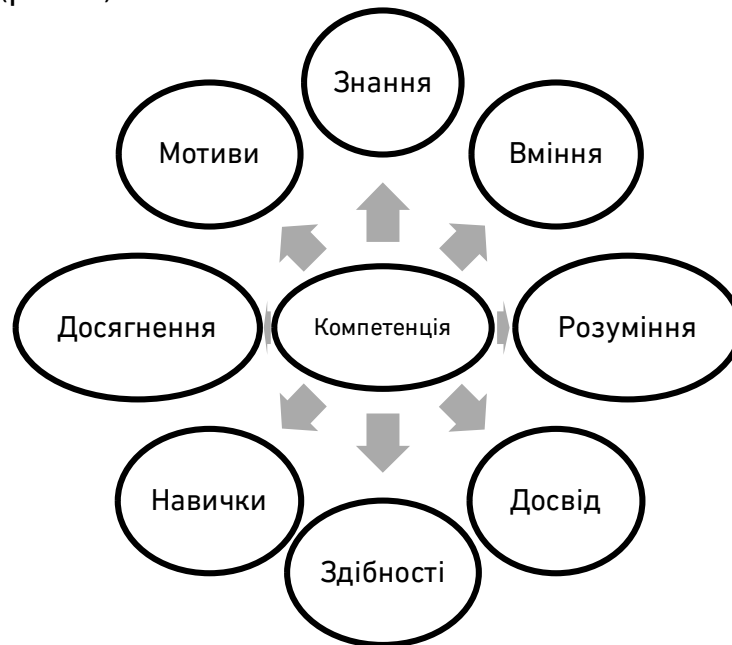 Знання
Мотиви
Вміння
Досягнення
Компетенція
Розуміння
Навички
Досвід
Здібності